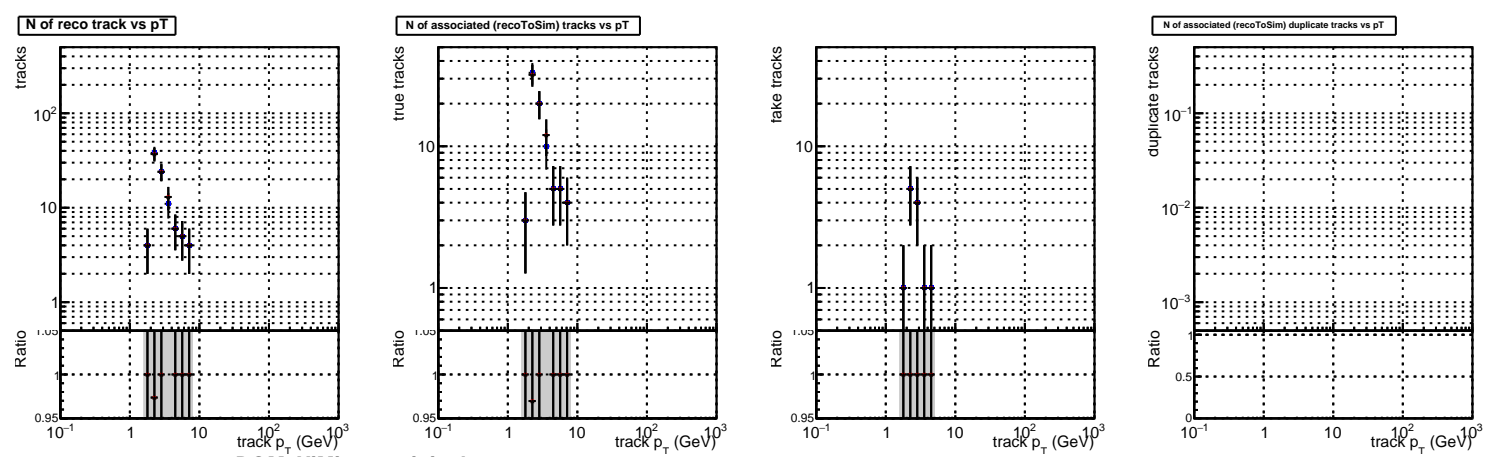 N of reco track vs pT
tracks
10²
10
1
1.05
Ratio
1
0.95
10⁻¹ 1 10 10² 10³
track p_T (GeV)
N of associated (recoToSim) tracks vs pT
true tracks
10
1
1.05
Ratio
1
0.95
10⁻¹ 1 10 10² 10³
track p_T (GeV)
fake tracks
10
1
1.05
Ratio
1
0.95
10⁻¹ 1 10 10² 10³
track p_T (GeV)
N of associated (recoToSim) duplicate tracks vs pT
duplicate tracks
10⁻¹
10⁻²
10⁻³
Ratio
1
0.5
0
10⁻¹ 1 10 10² 10³
track p_T (GeV)